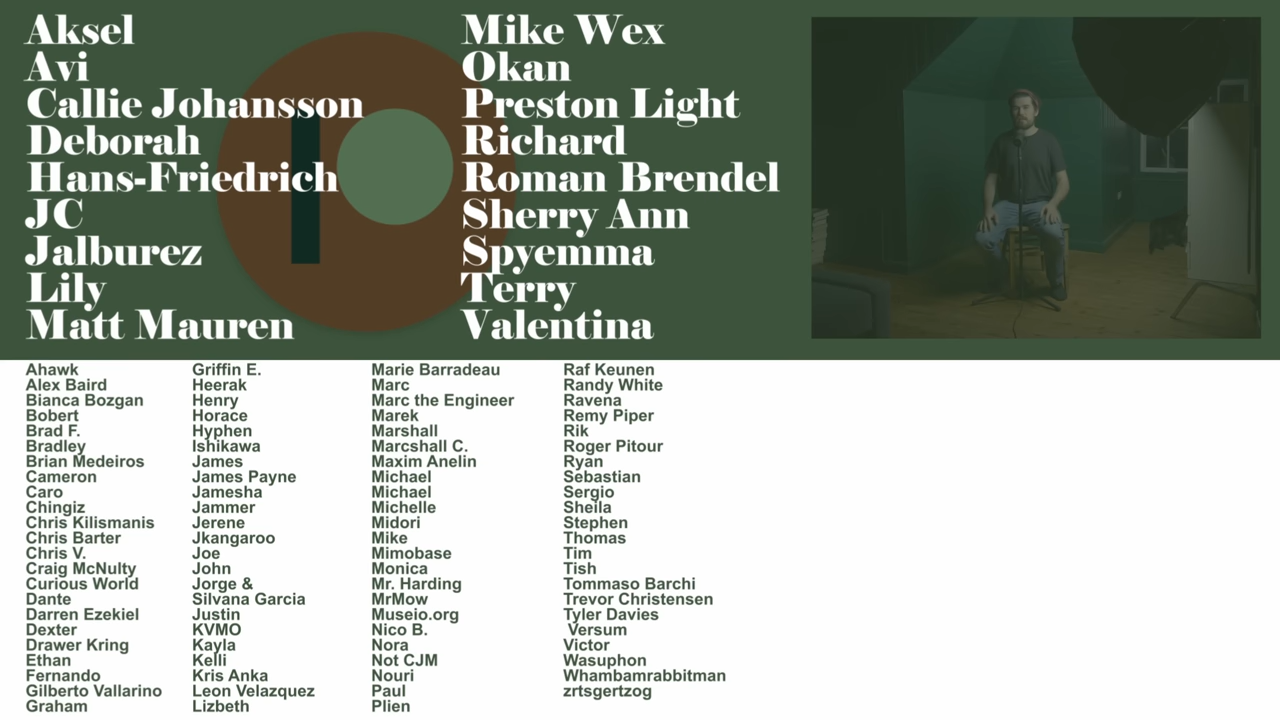 Aksel
Avi
Callie Johansson
Deborah
Hans-Friedrich
JC
Jalburez
Lily
Matt Mauren
Mike Wex
Okan
Preston Light
Richard
Roman Brendel
Sherry Ann
Spyemma
Terry
Valentina
Ahawk
Alex Baird
Bianca Bozgan
Bobert
Brad F.
Bradley
Brian Medeiros
Cameron
Caro
Chingiz
Chris Kilismanis
Chris Barter
Chris V.
Craig McNulty
Curious World
Dante
Darren Ezekiel
Dexter
Drawer Kring
Ethan
Fernando
Gilberto Vallarino
Graham
Griffin E.
Heerak
Henry
Horace
Hyphen
Ishikawa
James
James Payne
Jamesha
Jammer
Jerene
Jkangaroo
Joe
John
Jorge &
Silvana Garcia
Justin
KVMO
Kayla
Kelli
Kris Anka
Leon Velazquez
Lizbeth
Marie Barradeau
Marc
Marc the Engineer
Marek
Marshall
Marcshall C.
Maxim Anelin
Michael
Michael
Michelle
Midori
Mike
Mimobase
Monica
Mr. Harding
MrMow
Museio.org
Nico B.
Nora
Not CJM
Nouri
Paul
Plien
Raf Keunen
Randy White
Ravena
Remy Piper
Rik
Roger Pitour
Ryan
Sebastian
Sergio
Sheila
Stephen
Thomas
Tim
Tish
Tommaso Barchi
Trevor Christensen
Tyler Davies
Versum
Victor
Wasuphon
Whambamrabbitman
zrtsgertzog